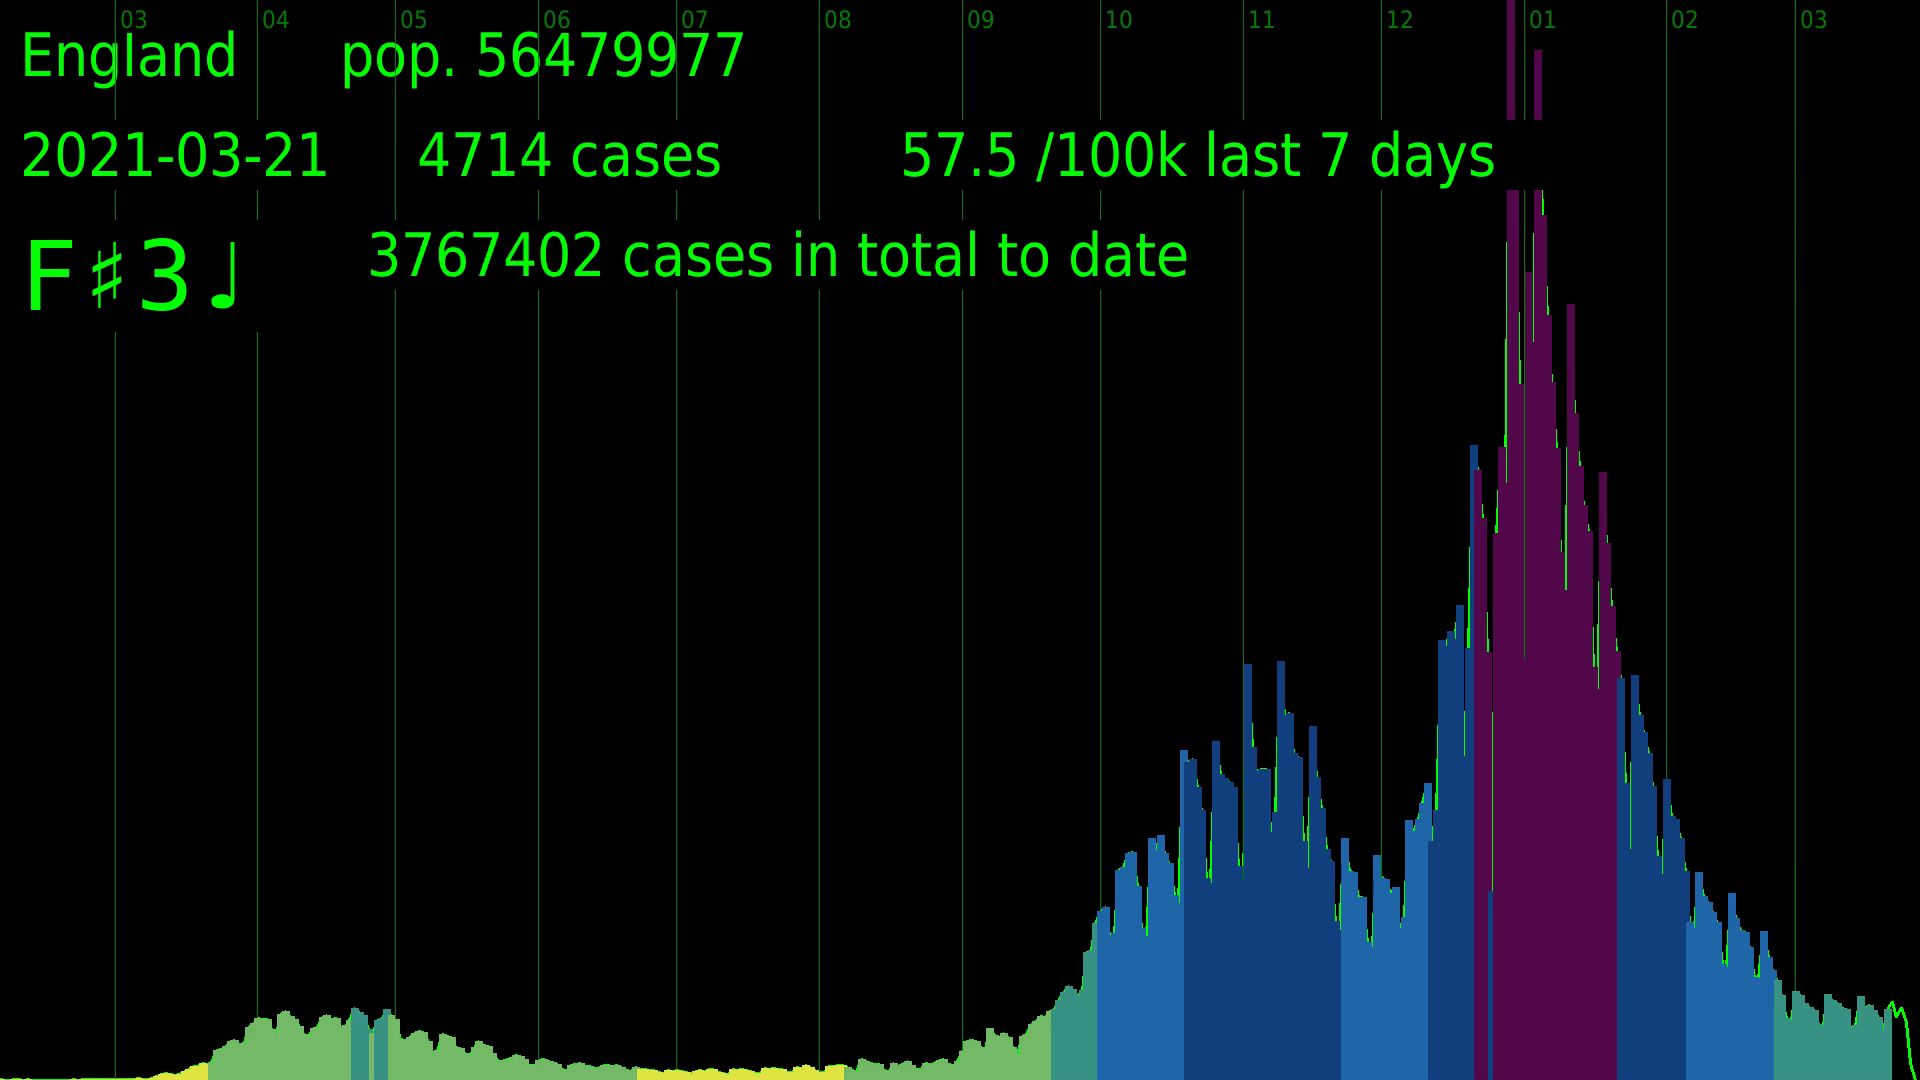 03 04 05 06 07 08 09 10 11 12 01 02 03
England pop. 56479977
2021-03-21 4714 cases 57.5 /100k last 7 days
F♯3♩ 3767402 cases in total to date